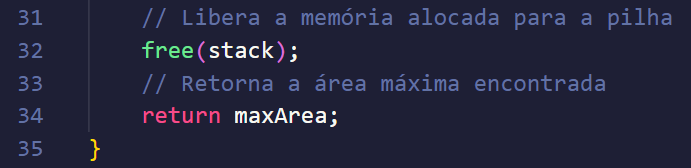 31 // Libera a memória alocada para a pilha
32 free(stack);
33 // Retorna a área máxima encontrada
34 return maxArea;
35 }